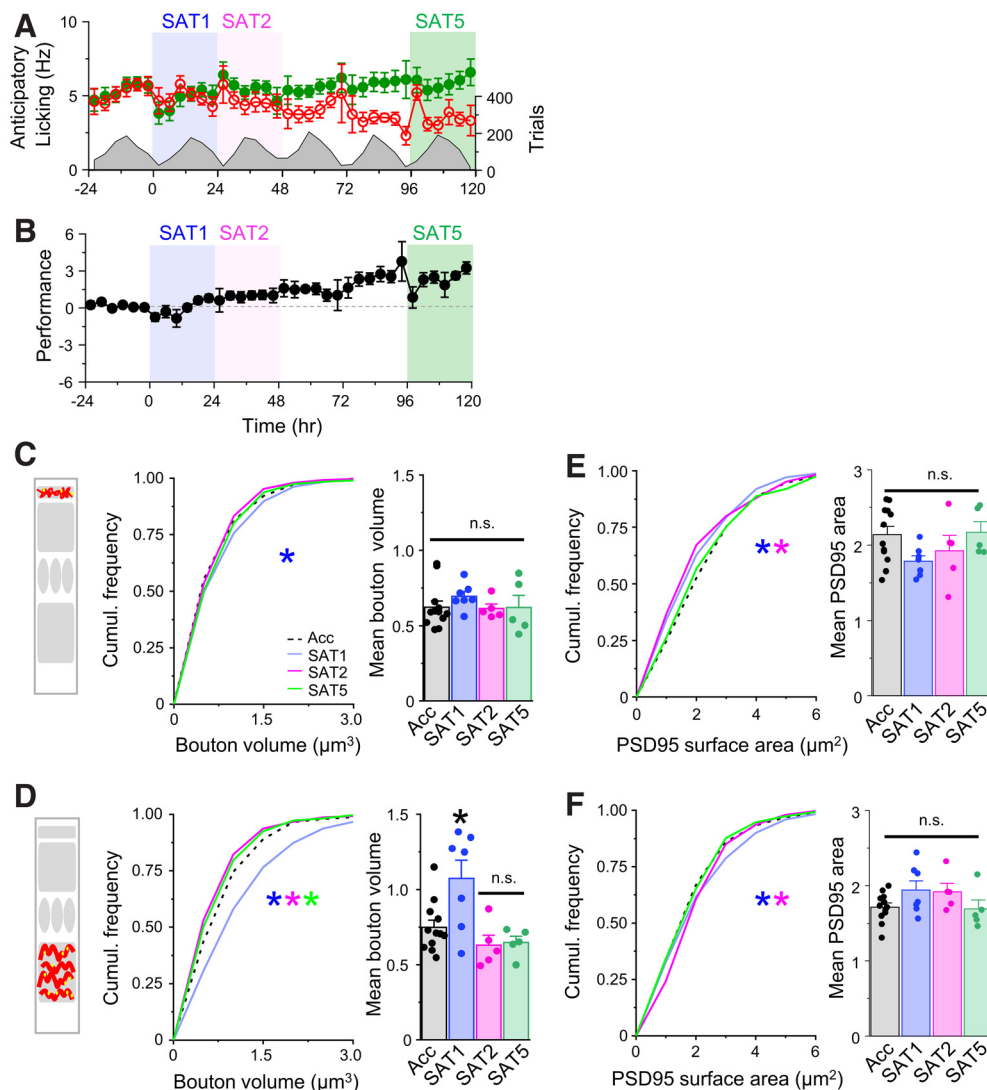 A
SAT1 SAT2 SAT5
Anticipatory
Licking (Hz)
10
5
0
400
200
0
Trials
-24 0 24 48 72 96 120
B
SAT1 SAT2 SAT5
Performance
6
3
0
-3
-6
-24 0 24 48 72 96 120
Time (hr)
C
Cumul. frequency
1.00
0.75
0.50
0.25
0
*
Acc
SAT1
SAT2
SAT5
0 1.5 3.0
Bouton volume (µm³)
Mean bouton volume
1.5
1.0
0.5
0
n.s.
Acc SAT1 SAT2 SAT5
E
Cumul. frequency
1.00
0.75
0.50
0.25
0
**
0 2 4 6
PSD95 surface area (µm²)
Mean PSD95 area
3
2
1
0
n.s.
Acc SAT1 SAT2 SAT5
D
Cumul. frequency
1.00
0.75
0.50
0.25
0
***
0 1.5 3.0
Bouton volume (µm³)
Mean bouton volume
1.5
1.0
0.5
0
*
n.s.
Acc SAT1 SAT2 SAT5
F
Cumul. frequency
1.00
0.75
0.50
0.25
0
**
0 2 4 6
PSD95 surface area (µm²)
Mean PSD95 area
3
2
1
0
n.s.
Acc SAT1 SAT2 SAT5